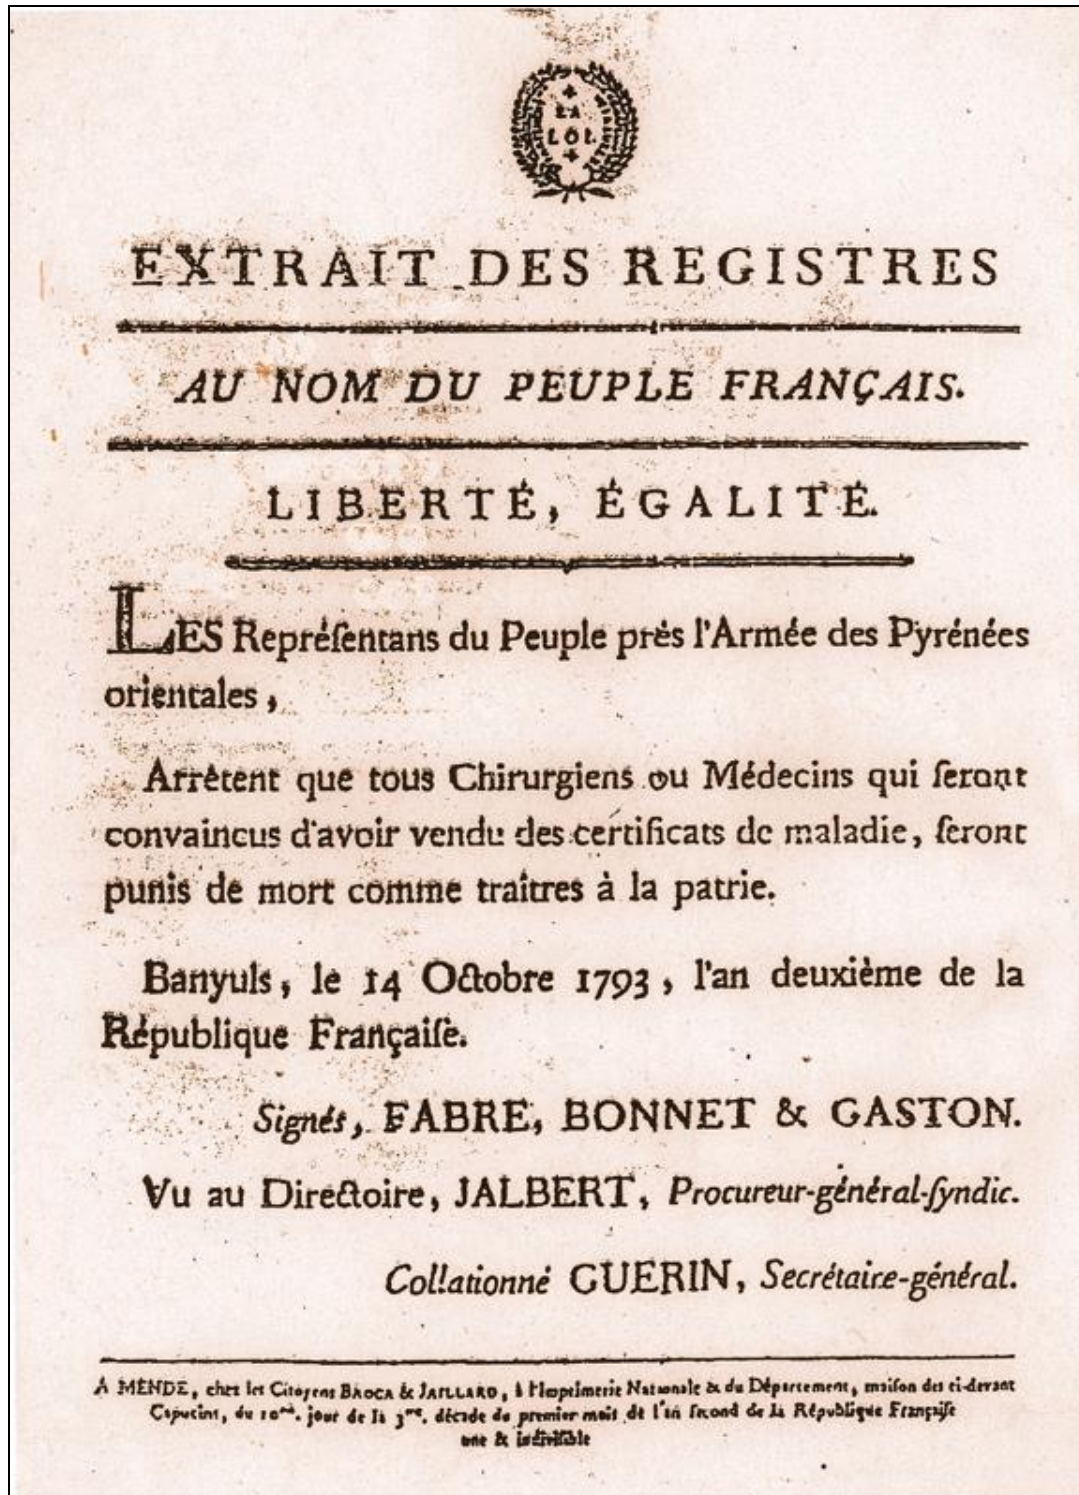 LA
LOI
EXTRAIT DES REGISTRES
AU NOM DU PEUPLE FRANÇAIS.
LIBERTÉ, ÉGALITÉ.
LES Repréſentans du Peuple près l'Armée des Pyrénées
orientales,
Arrêtent que tous Chirurgiens ou Médecins qui ſeront
convaincus d'avoir vendu des certificats de maladie, ſeront
punis de mort comme traîtres à la patrie.
Banyuls, le 14 Octobre 1793, l'an deuxième de la
République Françaiſe.
Signés, FABRE, BONNET & GASTON.
Vu au Directoire, JALBERT, Procureur-général-ſyndic.
Collationné GUERIN, Secrétaire-général.
A MENDE, chez les Citoyens BAOCA & JAILLARD, à l'Imprimerie Nationale & du Département, maiſon des ci-devant
Capucins, du 10me. jour de la 3me. décade du premier mois de l'an ſecond de la République Françaiſe
une & indiviſible